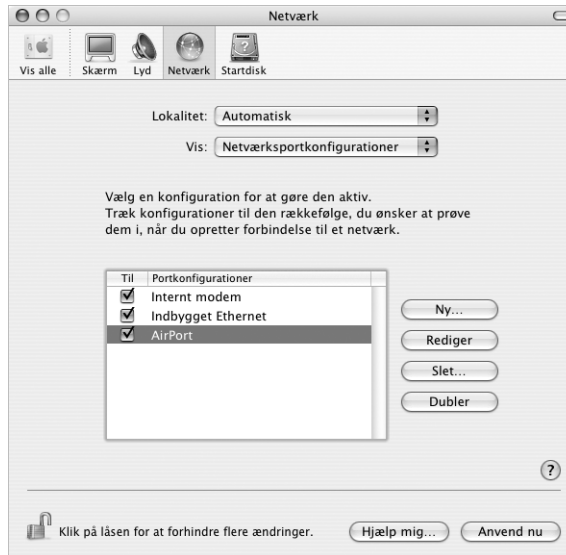 Netværk
Vis alle
Skærm
Lyd
Netværk
Startdisk
Lokalitet: Automatisk
Vis: Netværksportkonfigurationer
Vælg en konfiguration for at gøre den aktiv.
Træk konfigurationer til den rækkefølge, du ønsker at prøve
dem i, når du opretter forbindelse til et netværk.
Til Portkonfigurationer
Internt modem
Indbygget Ethernet
AirPort
Ny...
Rediger
Slet...
Dubler
?
Klik på låsen for at forhindre flere ændringer.
Hjælp mig...
Anvend nu